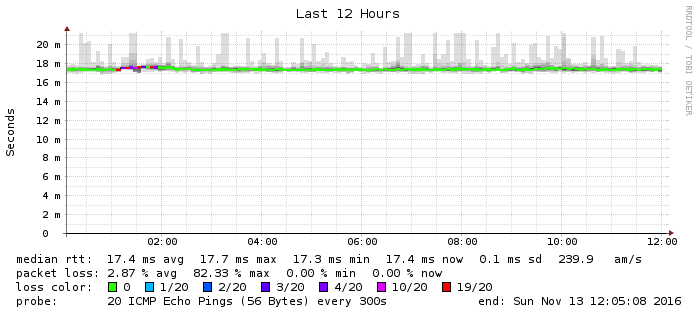 Last 12 Hours
RRDTOOL / TOBI OETIKER
Seconds
20 m
18 m
16 m
14 m
12 m
10 m
8 m
6 m
4 m
2 m
0
02:00 04:00 06:00 08:00 10:00 12:00
median rtt: 17.4 ms avg 17.7 ms max 17.3 ms min 17.4 ms now 0.1 ms sd 239.9 am/s
packet loss: 2.87 % avg 82.33 % max 0.00 % min 0.00 % now
loss color: 0 1/20 2/20 3/20 4/20 10/20 19/20
probe: 20 ICMP Echo Pings (56 Bytes) every 300s end: Sun Nov 13 12:05:08 2016